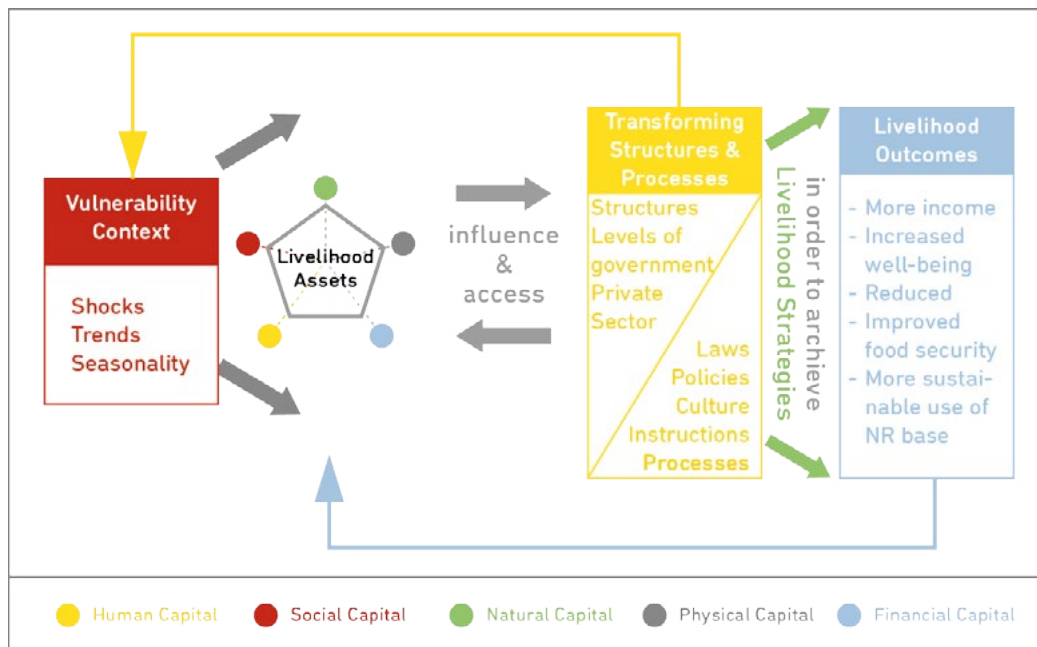 Vulnerability
Context
Shocks
Trends
Seasonality
Livelihood
Assets
influence
&
access
Transforming
Structures &
Processes
Structures
Levels of
government
Private
Sector
Laws
Policies
Culture
Instructions
Processes
Livelihood Strategies
in order to archieve
Livelihood
Outcomes
- More income
- Increased
well-being
- Reduced
- Improved
food security
- More sustai-
nable use of
NR base
Human Capital
Social Capital
Natural Capital
Physical Capital
Financial Capital